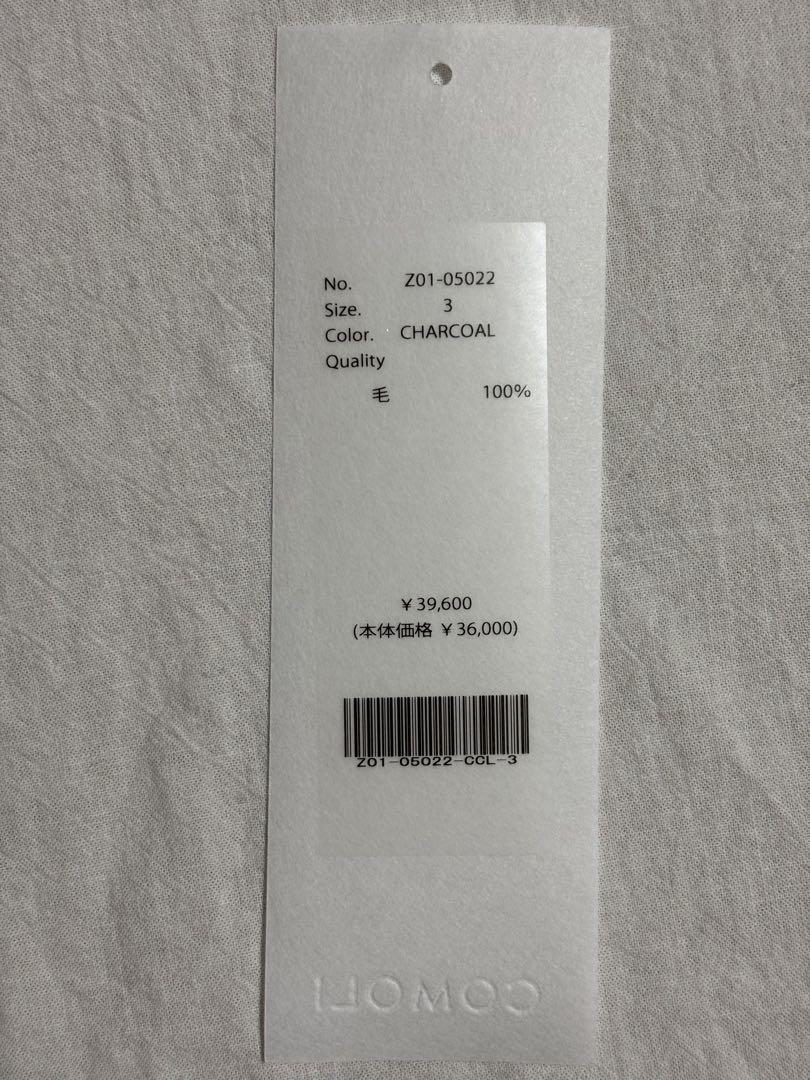 No. Z01-05022
Size. 3
Color. CHARCOAL
Quality
毛 100%
¥39,600
(本体価格 ¥36,000)
Z01-05022-CCL-3
COMOLI